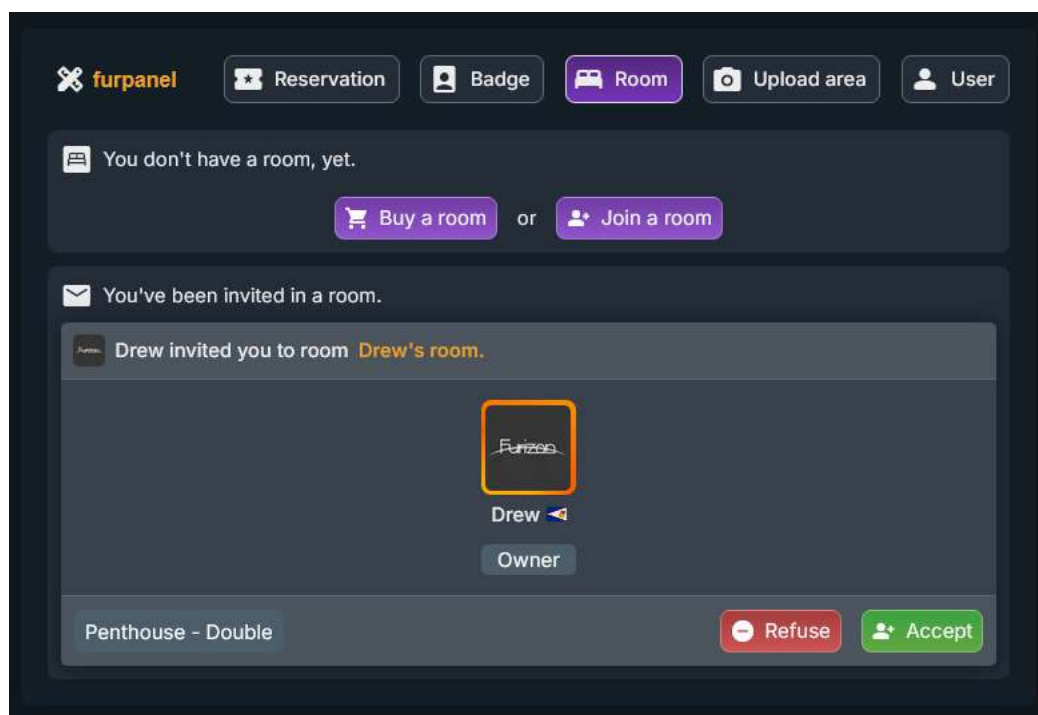 furpanel Reservation Badge Room Upload area User
You don't have a room, yet.
Buy a room or Join a room
You've been invited in a room.
Drew invited you to room Drew's room.
Furizon
Drew
Owner
Penthouse - Double Refuse Accept